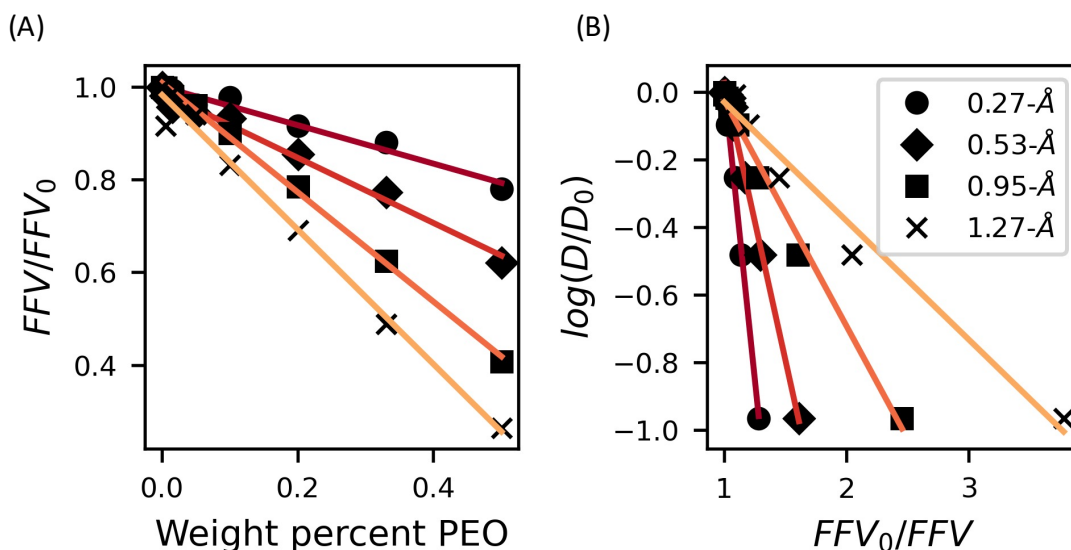 (A)
FFV/FFV₀
1.0
0.8
0.6
0.4
0.0
0.2
0.4
Weight percent PEO
(B)
log(D/D₀)
0.0
−0.2
−0.4
−0.6
−0.8
−1.0
1
2
3
FFV₀/FFV
0.27-Å
0.53-Å
0.95-Å
1.27-Å